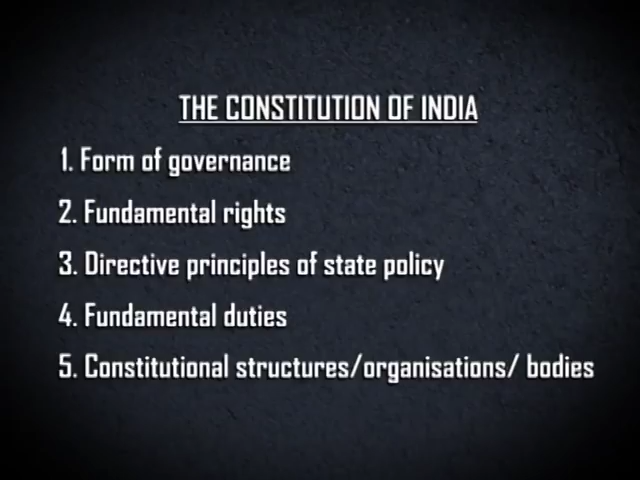 THE CONSTITUTION OF INDIA
1. Form of governance
2. Fundamental rights
3. Directive principles of state policy
4. Fundamental duties
5. Constitutional structures/organisations/ bodies